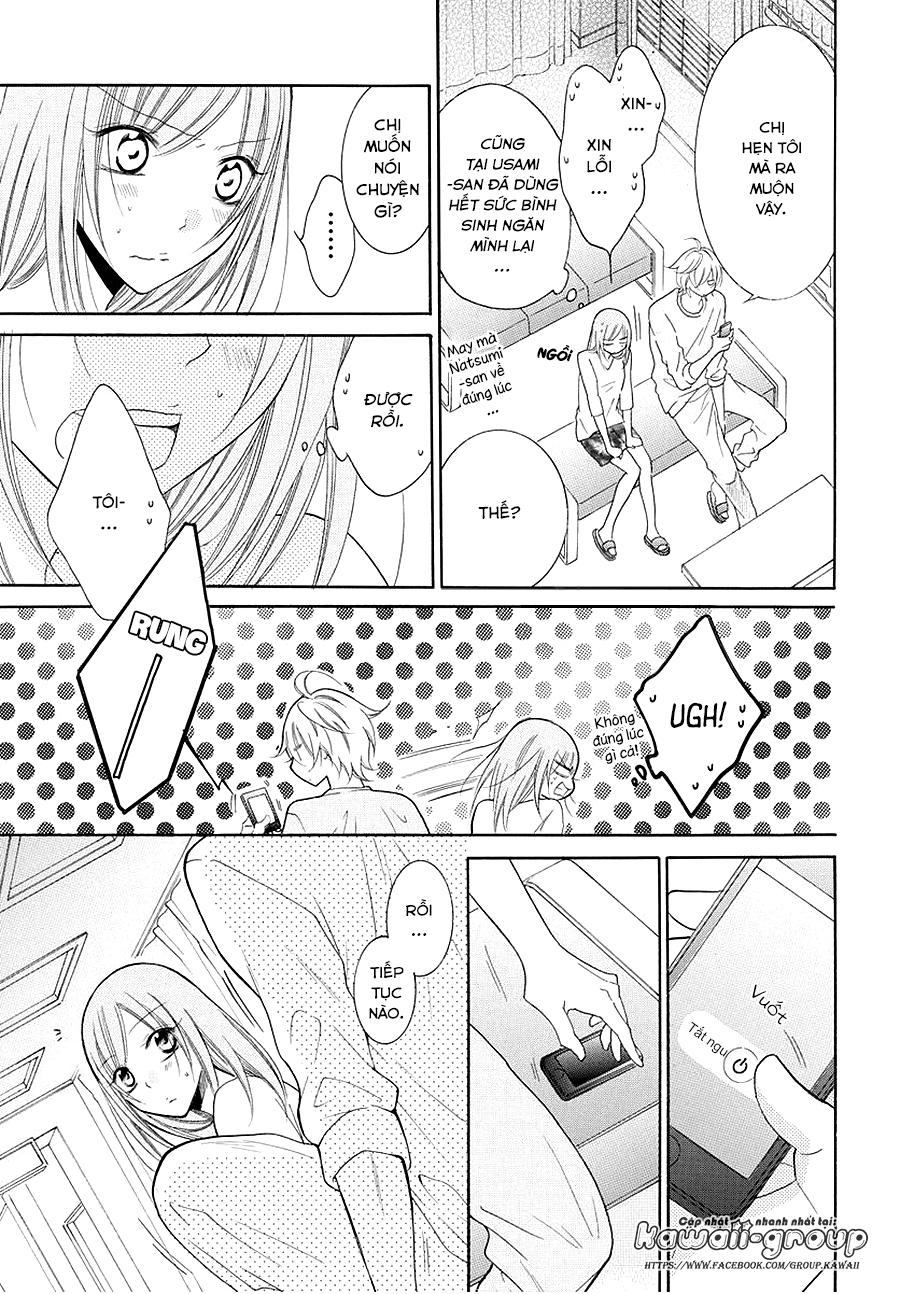 CHỊ
HẸN TÔI
MÀ RA
MUỘN
VẬY.
XIN-
...
XIN
LỖI
...
CŨNG
TẠI USAMI
-SAN ĐÃ DÙNG
HẾT SỨC BÌNH
SINH NGĂN
MÌNH LẠI
...
May mà
Natsumi
-san về
đúng lúc
...
NGỒI
THẾ?
CHỊ
MUỐN
NÓI
CHUYỆN
GÌ?
......
ĐƯỢC
RỒI.
TÔI-
...
RUNG
UGH!
Không
đúng lúc
gì cả!
Vuốt
Tắt ngu
RỒI
...
TIẾP
TỤC
NÀO.
Cập nhật nhanh nhất tại:
kawaii-group
HTTPS://WWW.FACEBOOK.COM/GROUP.KAWAII